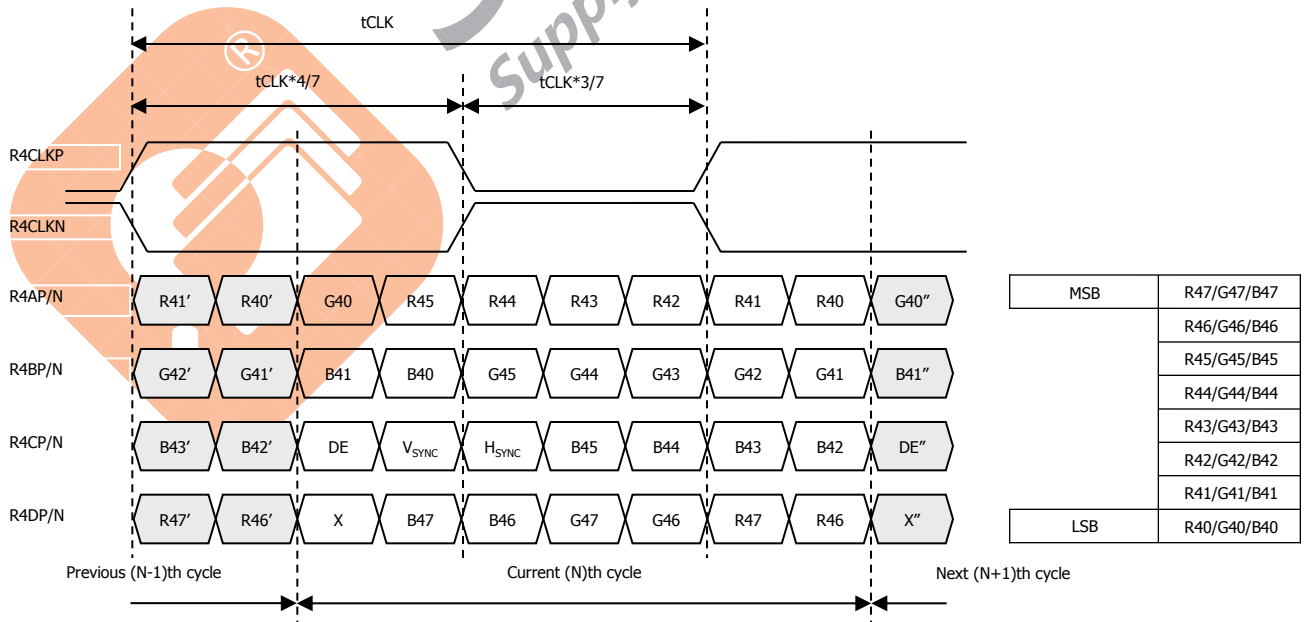 Supply
®
tCLK
tCLK*4/7 tCLK*3/7
R4CLKP
R4CLKN
R4AP/N R41’ R40’ G40 R45 R44 R43 R42 R41 R40 G40”
R4BP/N G42’ G41’ B41 B40 G45 G44 G43 G42 G41 B41”
R4CP/N B43’ B42’ DE VSYNC HSYNC B45 B44 B43 B42 DE”
R4DP/N R47’ R46’ X B47 B46 G47 G46 R47 R46 X”
Previous (N-1)th cycle Current (N)th cycle Next (N+1)th cycle
MSB R47/G47/B47
R46/G46/B46
R45/G45/B45
R44/G44/B44
R43/G43/B43
R42/G42/B42
R41/G41/B41
LSB R40/G40/B40